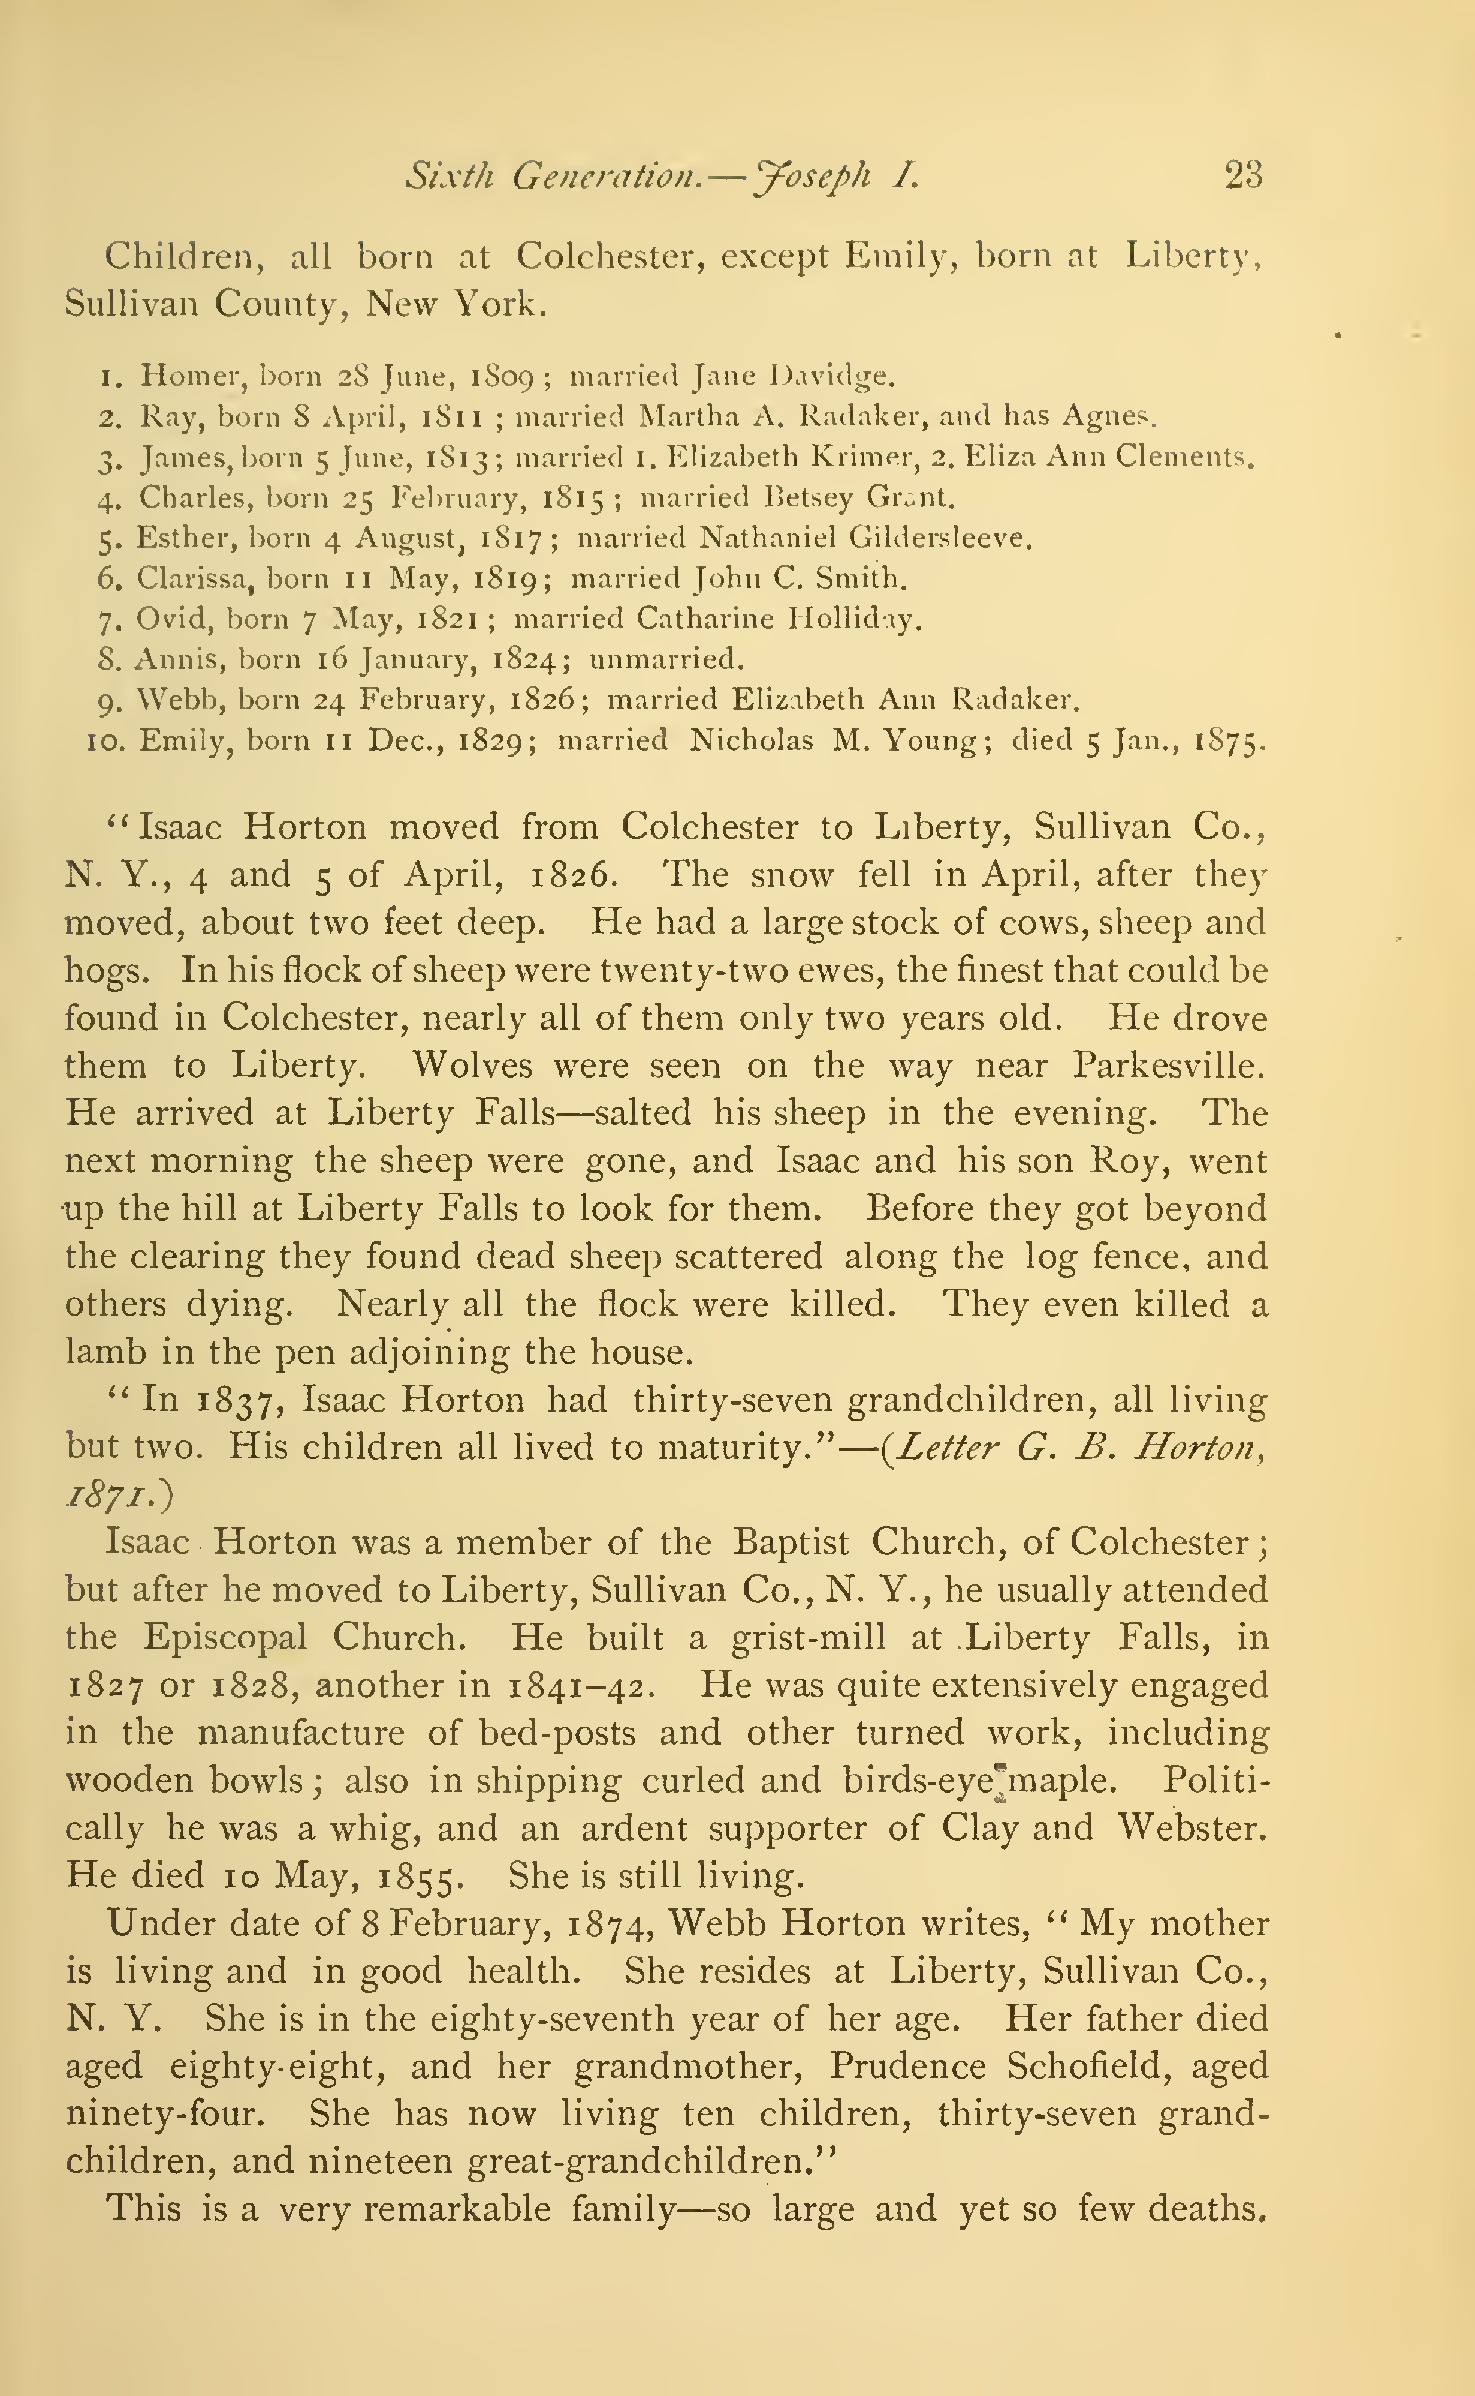 Sixth Generation.—Joseph I. 23
Children, all born at Colchester, except Emily, born at Liberty,
Sullivan County, New York.
1. Homer, born 28 June, 1809; married Jane Davidge.
2. Ray, born 8 April, 1811 ; married Martha A. Radaker, and has Agnes.
3. James, born 5 June, 1813; married 1. Elizabeth Krimer, 2. Eliza Ann Clements.
4. Charles, born 25 February, 1815; married Betsey Grant.
5. Esther, born 4 August, 1817; married Nathaniel Gildersleeve.
6. Clarissa, born 11 May, 1819; married John C. Smith.
7. Ovid, born 7 May, 1821; married Catharine Holliday.
8. Annis, born 16 January, 1824; unmarried.
9. Webb, born 24 February, 1826; married Elizabeth Ann Radaker.
10. Emily, born 11 Dec., 1829; married Nicholas M. Young; died 5 Jan., 1875.
“Isaac Horton moved from Colchester to Liberty, Sullivan Co.,
N. Y., 4 and 5 of April, 1826. The snow fell in April, after they
moved, about two feet deep. He had a large stock of cows, sheep and
hogs. In his flock of sheep were twenty-two ewes, the finest that could be
found in Colchester, nearly all of them only two years old. He drove
them to Liberty. Wolves were seen on the way near Parkesville.
He arrived at Liberty Falls—salted his sheep in the evening. The
next morning the sheep were gone, and Isaac and his son Roy, went
up the hill at Liberty Falls to look for them. Before they got beyond
the clearing they found dead sheep scattered along the log fence, and
others dying. Nearly all the flock were killed. They even killed a
lamb in the pen adjoining the house.
“In 1837, Isaac Horton had thirty-seven grandchildren, all living
but two. His children all lived to maturity.”—(Letter G. B. Horton,
1871.)
Isaac Horton was a member of the Baptist Church, of Colchester;
but after he moved to Liberty, Sullivan Co., N. Y., he usually attended
the Episcopal Church. He built a grist-mill at Liberty Falls, in
1827 or 1828, another in 1841–42. He was quite extensively engaged
in the manufacture of bed-posts and other turned work, including
wooden bowls; also in shipping curled and birds-eye maple. Politi-
cally he was a whig, and an ardent supporter of Clay and Webster.
He died 10 May, 1855. She is still living.
Under date of 8 February, 1874, Webb Horton writes, “My mother
is living and in good health. She resides at Liberty, Sullivan Co.,
N. Y. She is in the eighty-seventh year of her age. Her father died
aged eighty-eight, and her grandmother, Prudence Schofield, aged
ninety-four. She has now living ten children, thirty-seven grand-
children, and nineteen great-grandchildren.”
This is a very remarkable family—so large and yet so few deaths.